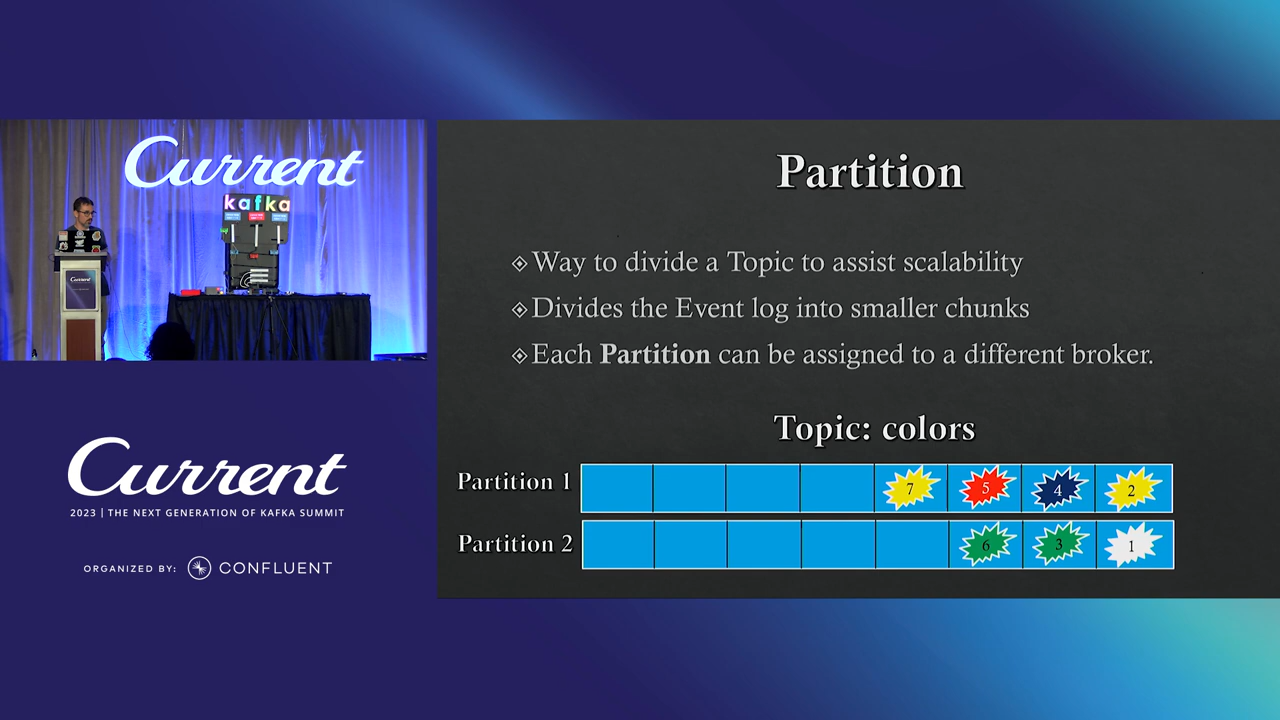 Current
kafka
Current
Current
2023 | THE NEXT GENERATION OF KAFKA SUMMIT
ORGANIZED BY: CONFLUENT
Partition
Way to divide a Topic to assist scalability
Divides the Event log into smaller chunks
Each Partition can be assigned to a different broker.
Topic: colors
Partition 1 7 5 4 2
Partition 2 6 3 1